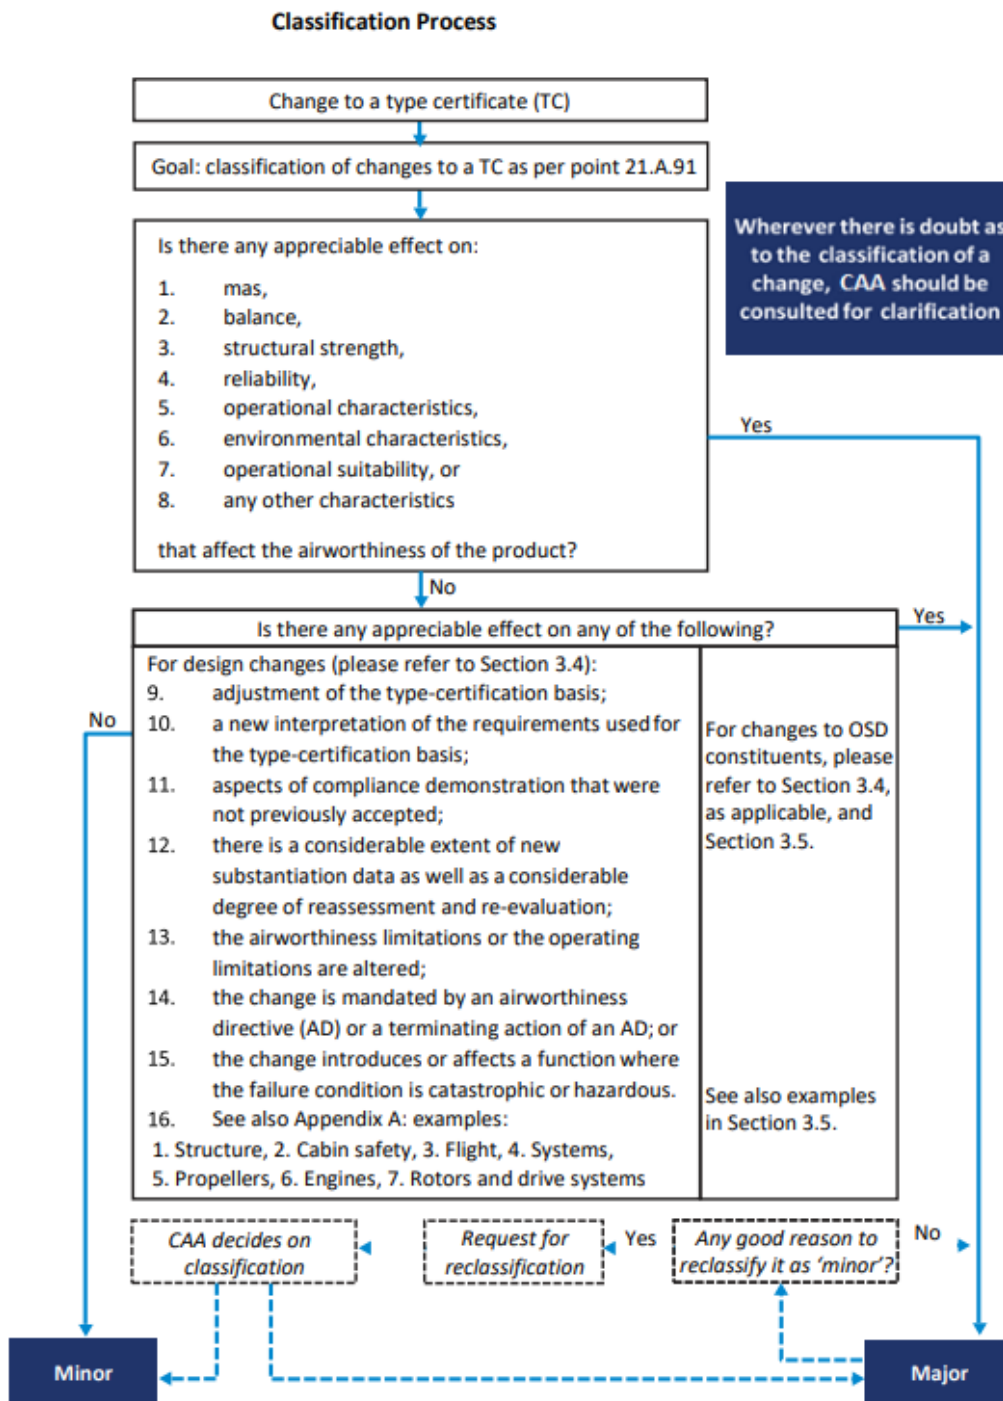 Classification Process
Change to a type certificate (TC)
Goal: classification of changes to a TC as per point 21.A.91
Wherever there is doubt as
to the classification of a
change, CAA should be
consulted for clarification
Is there any appreciable effect on:
1. mas,
2. balance,
3. structural strength,
4. reliability,
5. operational characteristics,
6. environmental characteristics,
7. operational suitability, or
8. any other characteristics
that affect the airworthiness of the product?
Yes
No
Is there any appreciable effect on any of the following?
Yes
For design changes (please refer to Section 3.4):
9. adjustment of the type-certification basis;
10. a new interpretation of the requirements used for
the type-certification basis;
11. aspects of compliance demonstration that were
not previously accepted;
12. there is a considerable extent of new
substantiation data as well as a considerable
degree of reassessment and re-evaluation;
13. the airworthiness limitations or the operating
limitations are altered;
14. the change is mandated by an airworthiness
directive (AD) or a terminating action of an AD; or
15. the change introduces or affects a function where
the failure condition is catastrophic or hazardous.
16. See also Appendix A: examples:
1. Structure, 2. Cabin safety, 3. Flight, 4. Systems,
5. Propellers, 6. Engines, 7. Rotors and drive systems
For changes to OSD
constituents, please
refer to Section 3.4,
as applicable, and
Section 3.5.
See also examples
in Section 3.5.
No
CAA decides on
classification
Request for
reclassification
Yes
Any good reason to
reclassify it as ‘minor’?
No
Minor
Major